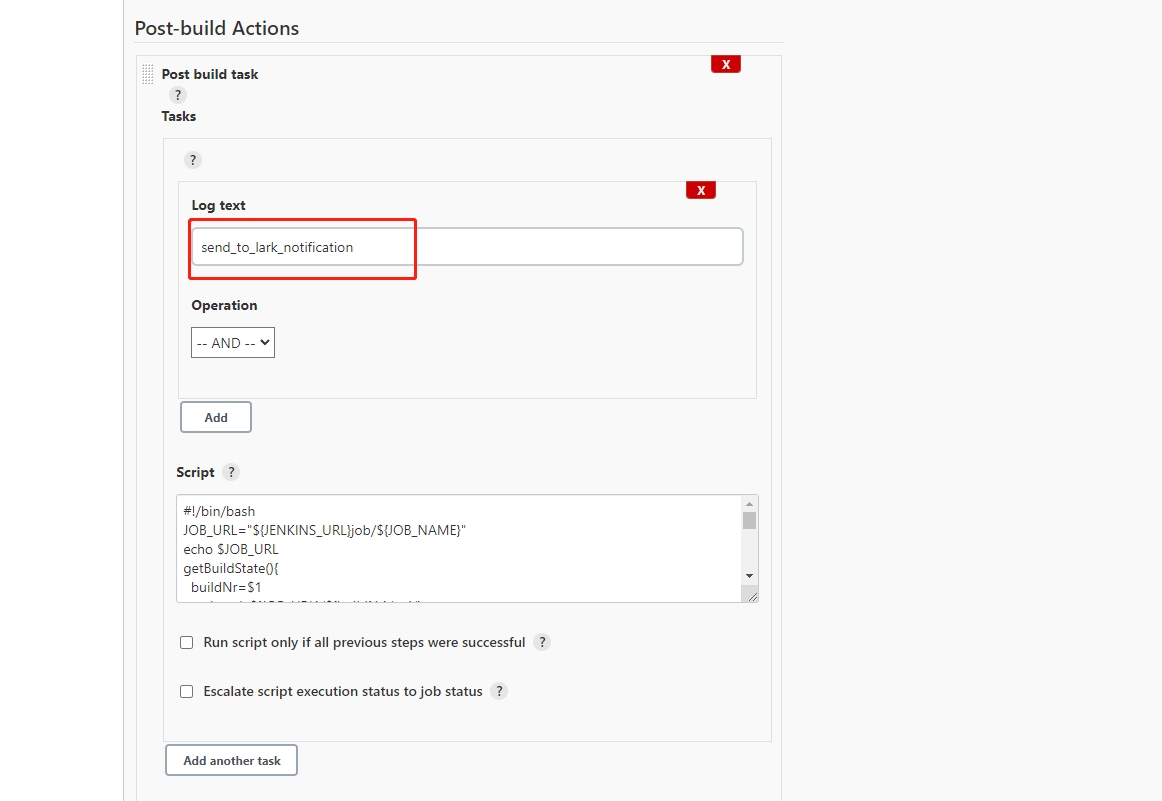 Post-build Actions
X
Post build task
?
Tasks
?
X
Log text
send_to_lark_notification
Operation
-- AND --
Add
Script ?
#!/bin/bash
JOB_URL="${JENKINS_URL}job/${JOB_NAME}"
echo $JOB_URL
getBuildState(){
buildNr=$1
Run script only if all previous steps were successful ?
Escalate script execution status to job status ?
Add another task